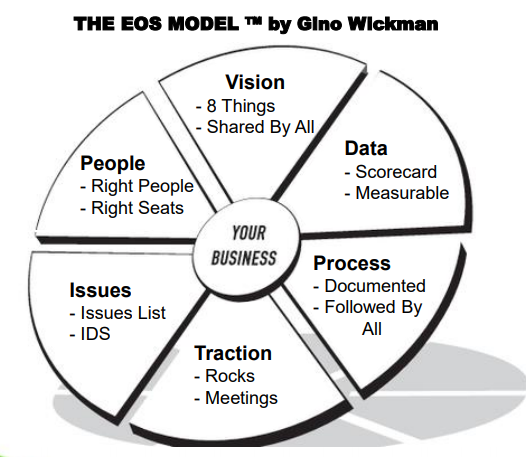 THE EOS MODEL ™ by Gino Wickman
Vision
- 8 Things
- Shared By All
Data
- Scorecard
- Measurable
People
- Right People
- Right Seats
YOUR
BUSINESS
Process
- Documented
- Followed By
All
Issues
- Issues List
- IDS
Traction
- Rocks
- Meetings